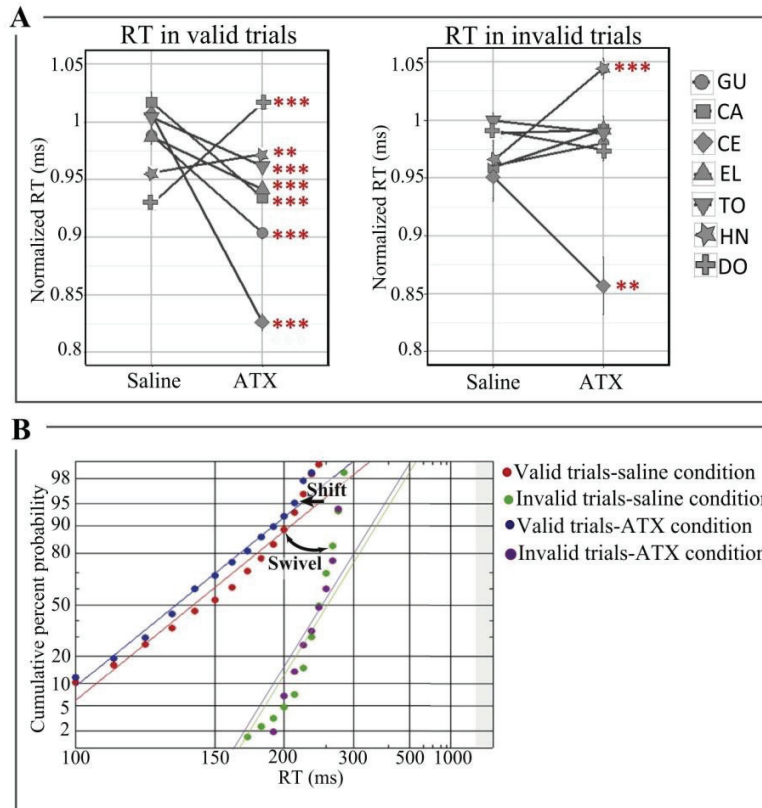 A
RT in valid trials
RT in invalid trials
Normalized RT (ms)
1.05
1
0.95
0.9
0.85
0.8
***
**
***
***
***
***
***
Saline
ATX
Normalized RT (ms)
1.05
1
0.95
0.9
0.85
0.8
***
**
Saline
ATX
GU
CA
CE
EL
TO
HN
DO
B
Cumulative percent probability
98
95
90
80
50
20
10
5
2
Shift
Swivel
100
150
200
300
500
1000
RT (ms)
Valid trials-saline condition
Invalid trials-saline condition
Valid trials-ATX condition
Invalid trials-ATX condition